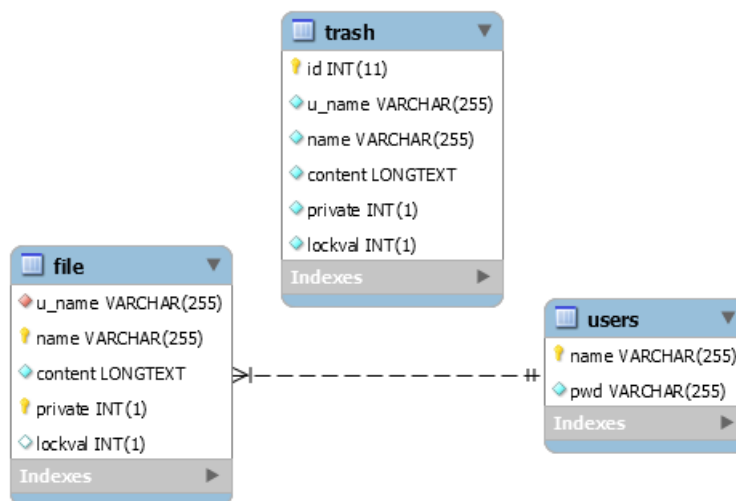 trash
id INT(11)
u_name VARCHAR(255)
name VARCHAR(255)
content LONGTEXT
private INT(1)
lockval INT(1)
Indexes
file
u_name VARCHAR(255)
name VARCHAR(255)
content LONGTEXT
private INT(1)
lockval INT(1)
Indexes
users
name VARCHAR(255)
pwd VARCHAR(255)
Indexes